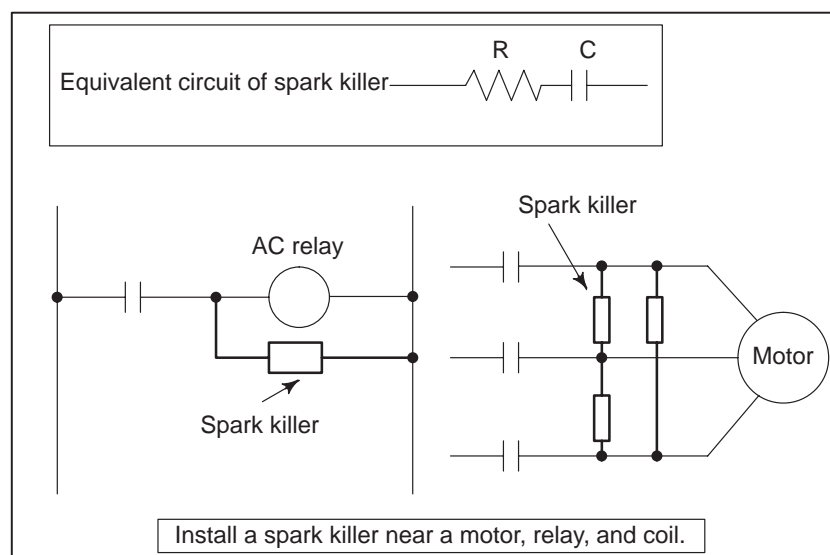 R C
Equivalent circuit of spark killer
Spark killer
AC relay
Motor
Spark killer
Install a spark killer near a motor, relay, and coil.